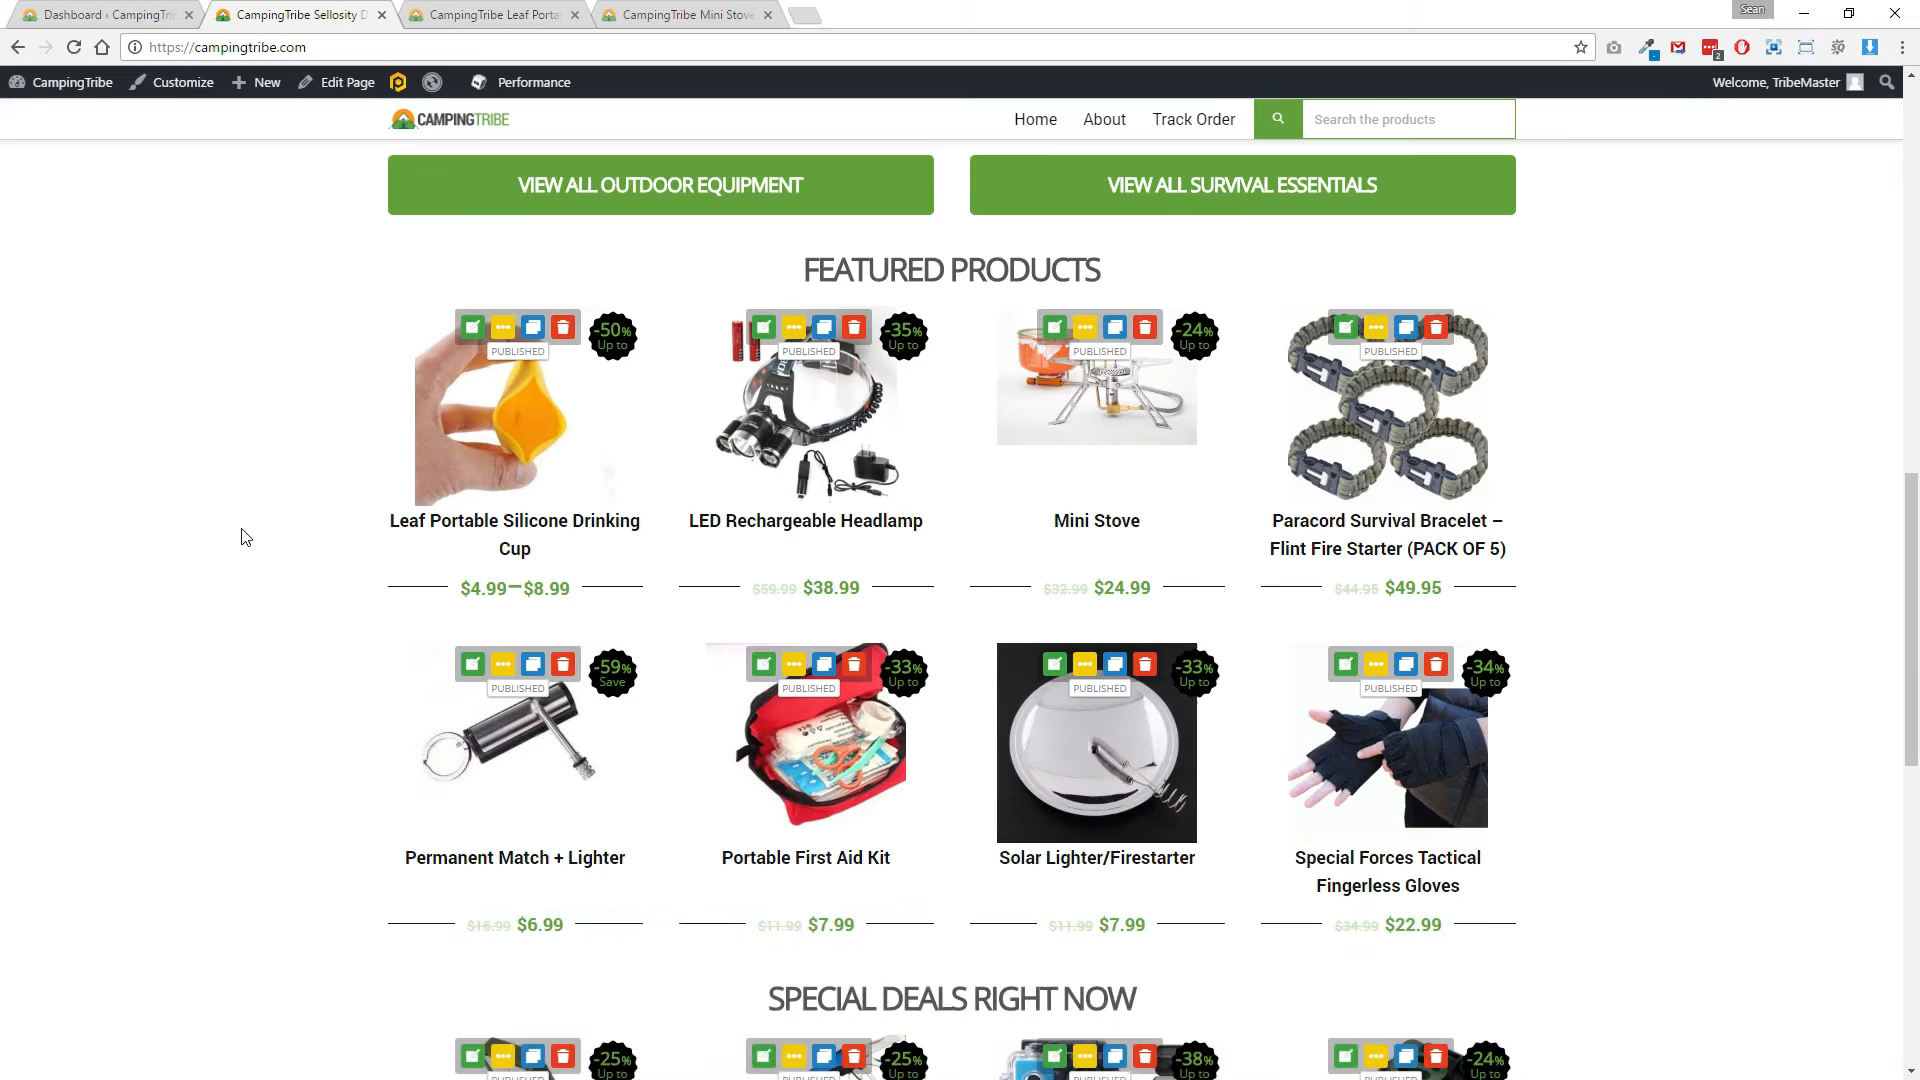 Dashboard ‹ CampingTri
CampingTribe Sellosity D
CampingTribe Leaf Porta
CampingTribe Mini Stove
Sean
https://campingtribe.com
2
CampingTribe
Customize
New
Edit Page
Performance
Welcome, TribeMaster
CAMPINGTRIBE
Home
About
Track Order
Search the products
VIEW ALL OUTDOOR EQUIPMENT
VIEW ALL SURVIVAL ESSENTIALS
FEATURED PRODUCTS
PUBLISHED
-50%
Up to
PUBLISHED
-35%
Up to
PUBLISHED
-24%
Up to
PUBLISHED
Leaf Portable Silicone Drinking
Cup
LED Rechargeable Headlamp
Mini Stove
Paracord Survival Bracelet –
Flint Fire Starter (PACK OF 5)
$4.99–$8.99
$59.99 $38.99
$32.99 $24.99
$44.95 $49.95
PUBLISHED
-59%
Save
PUBLISHED
-33%
Up to
PUBLISHED
-33%
Up to
PUBLISHED
-34%
Up to
Permanent Match + Lighter
Portable First Aid Kit
Solar Lighter/Firestarter
Special Forces Tactical
Fingerless Gloves
$16.99 $6.99
$11.99 $7.99
$11.99 $7.99
$34.99 $22.99
SPECIAL DEALS RIGHT NOW
-25%
Up to
-25%
Up to
-38%
Up to
-24%
Up to